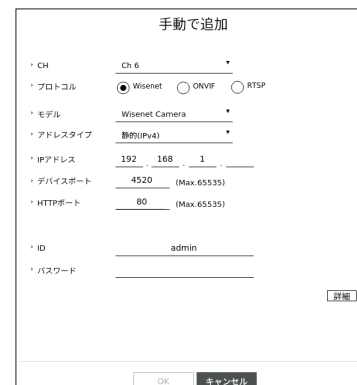 手動で追加
CH Ch 6
プロトコル Wisenet ONVIF RTSP
モデル Wisenet Camera
アドレスタイプ 静的(IPv4)
IPアドレス 192 . 168 . 1 .
デバイスポート 4520 (Max.65535)
HTTPポート 80 (Max.65535)
ID admin
パスワード
詳細
OK キャンセル